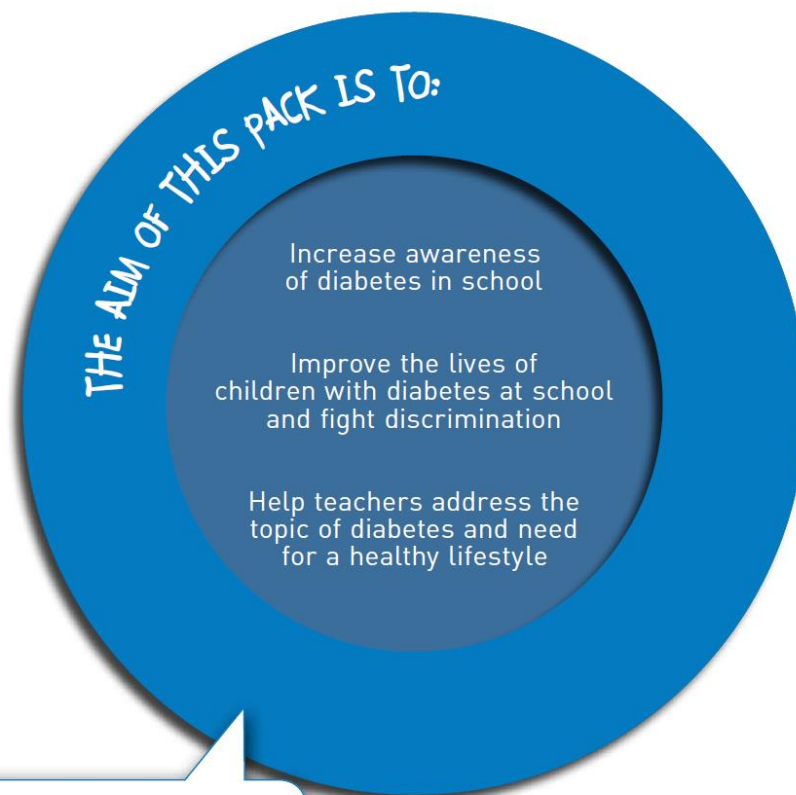 THE AIM OF THIS PACK IS TO:
Increase awareness
of diabetes in school
Improve the lives of
children with diabetes at school
and fight discrimination
Help teachers address the
topic of diabetes and need
for a healthy lifestyle